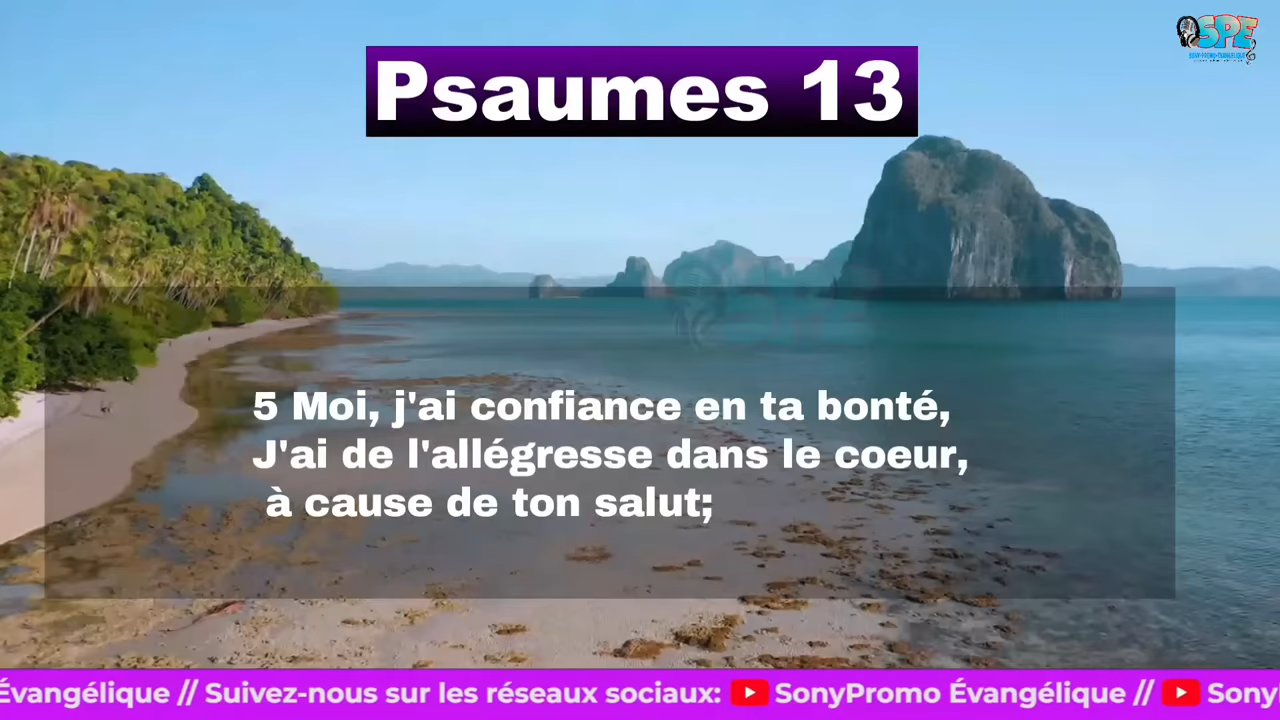 SPE
Psaumes 13
5 Moi, j'ai confiance en ta bonté,
J'ai de l'allégresse dans le coeur,
à cause de ton salut;
Évangélique // Suivez-nous sur les réseaux sociaux: SonyPromo Évangélique // Sony